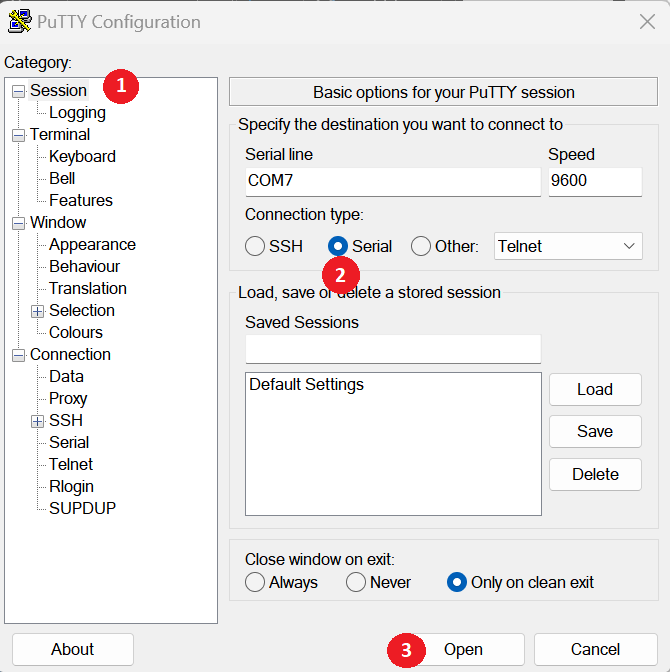 PuTTY Configuration
Category:
Session
1
Logging
Terminal
Keyboard
Bell
Features
Window
Appearance
Behaviour
Translation
Selection
Colours
Connection
Data
Proxy
SSH
Serial
Telnet
Rlogin
SUPDUP
Basic options for your PuTTY session
Specify the destination you want to connect to
Serial line Speed
COM7 9600
Connection type:
SSH Serial Other: Telnet
2
Load, save or delete a stored session
Saved Sessions
Default Settings
Load
Save
Delete
Close window on exit:
Always Never Only on clean exit
About 3 Open Cancel